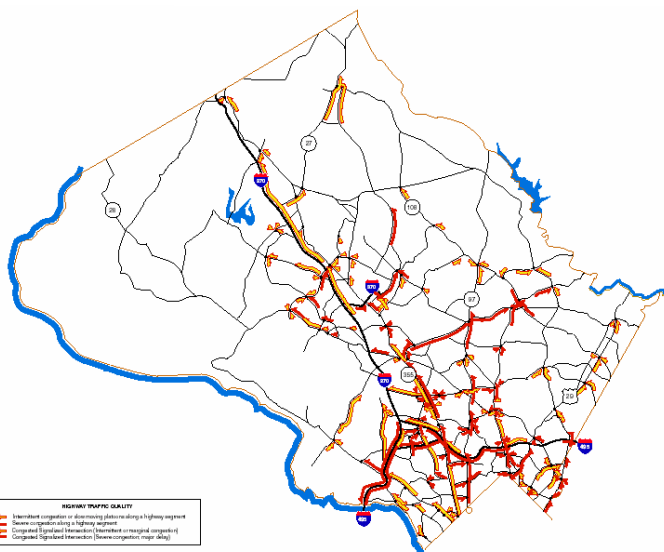 27
28
270
108
370
97
355
270
29
495
495
HIGHWAY TRAFFIC QUALITY
Intermittent congestion or slow moving platoons along a highway segment
Severe congestion along a highway segment
Congested Signalized Intersection (Intermittent or marginal congestion)
Congested Signalized Intersection (Severe congestion; major delay)